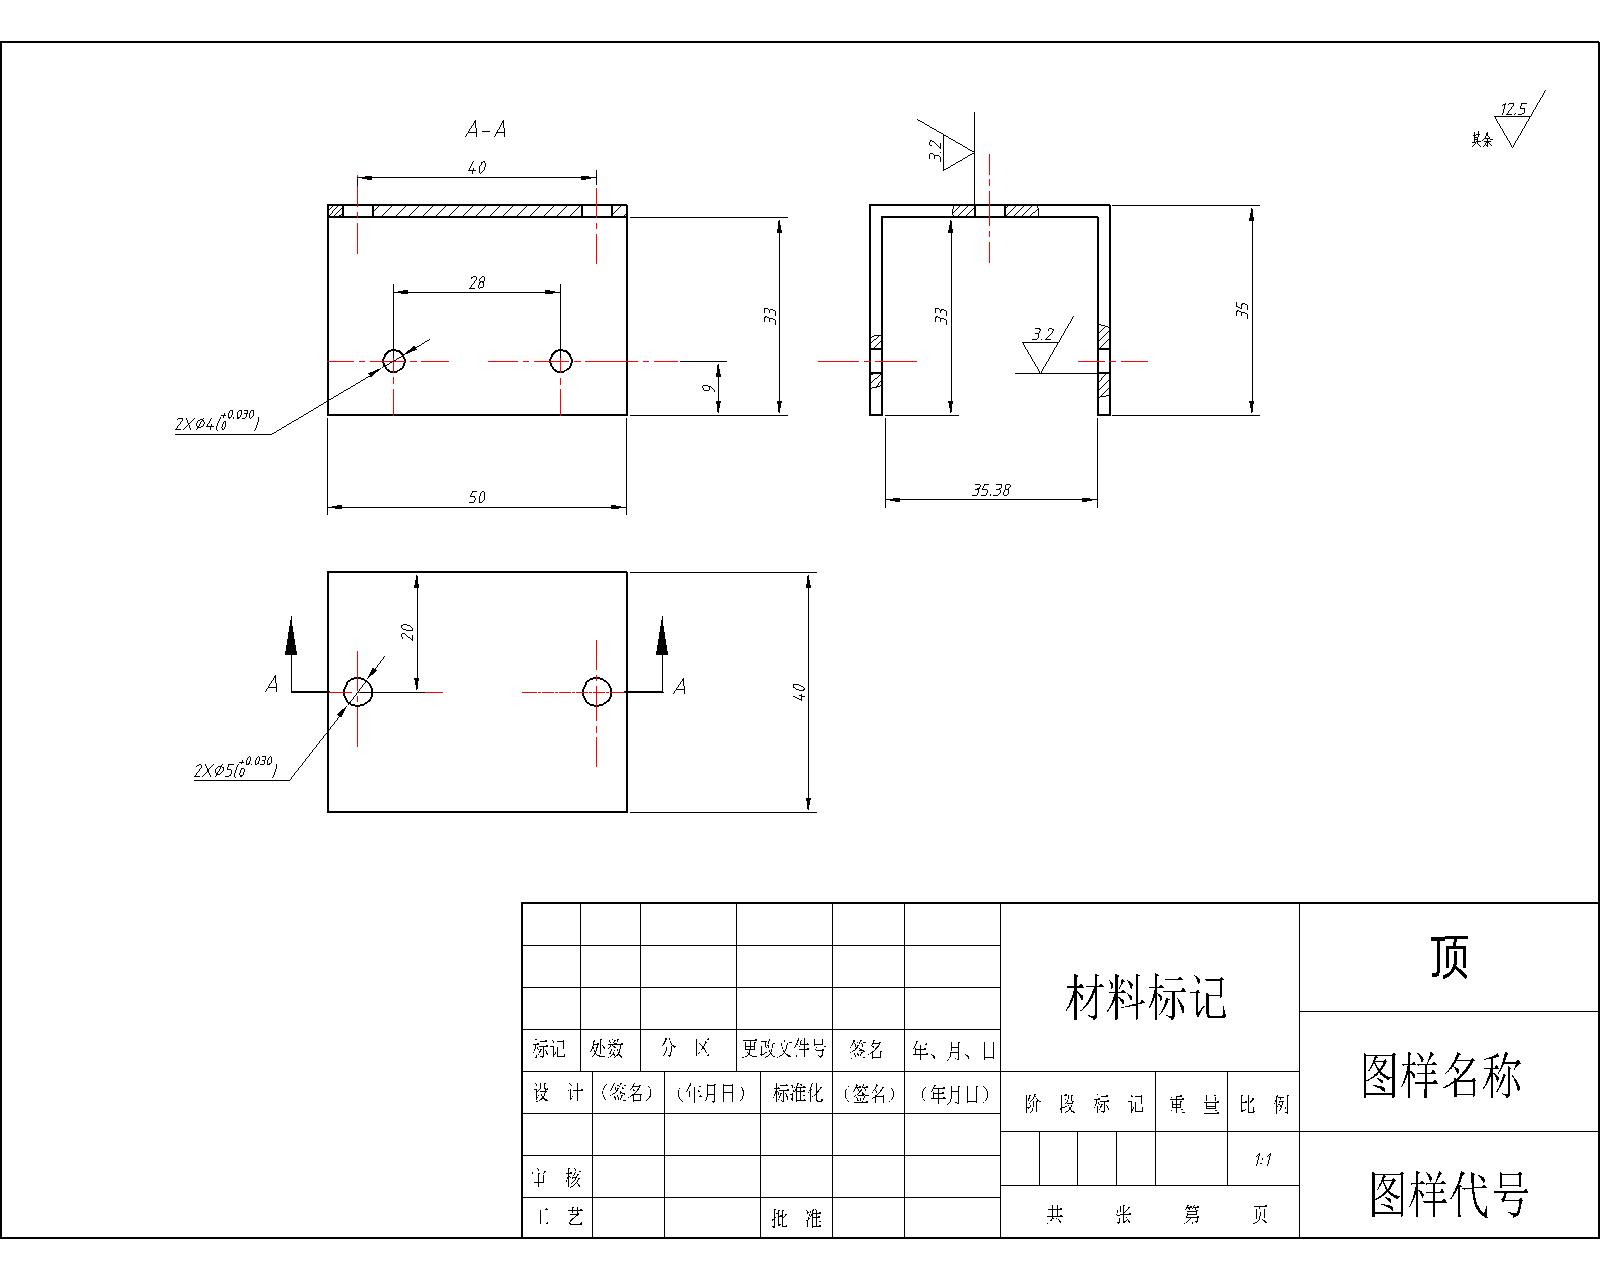 A-A
40
28
33
9
2XØ4(+0.030 0)
50
3.2
33
3.2
35
35.38
其余 12.5
20
A
A
40
2XØ5(+0.030 0)
顶
材料标记
图样名称
标记 处数 分 区 更改文件号 签名 年、月、日
设 计 (签名) (年月日) 标准化 (签名) (年月日)
阶 段 标 记 重 量 比 例
1:1
审 核
工 艺 批 准
共 张 第 页
图样代号